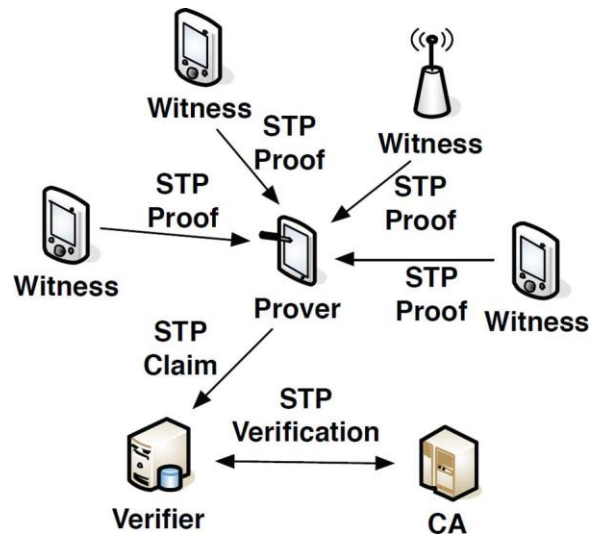 Witness
STP
Proof
Witness
STP
Proof
STP
Proof
Witness
Prover
STP
Proof
Witness
STP
Claim
STP
Verification
Verifier
CA